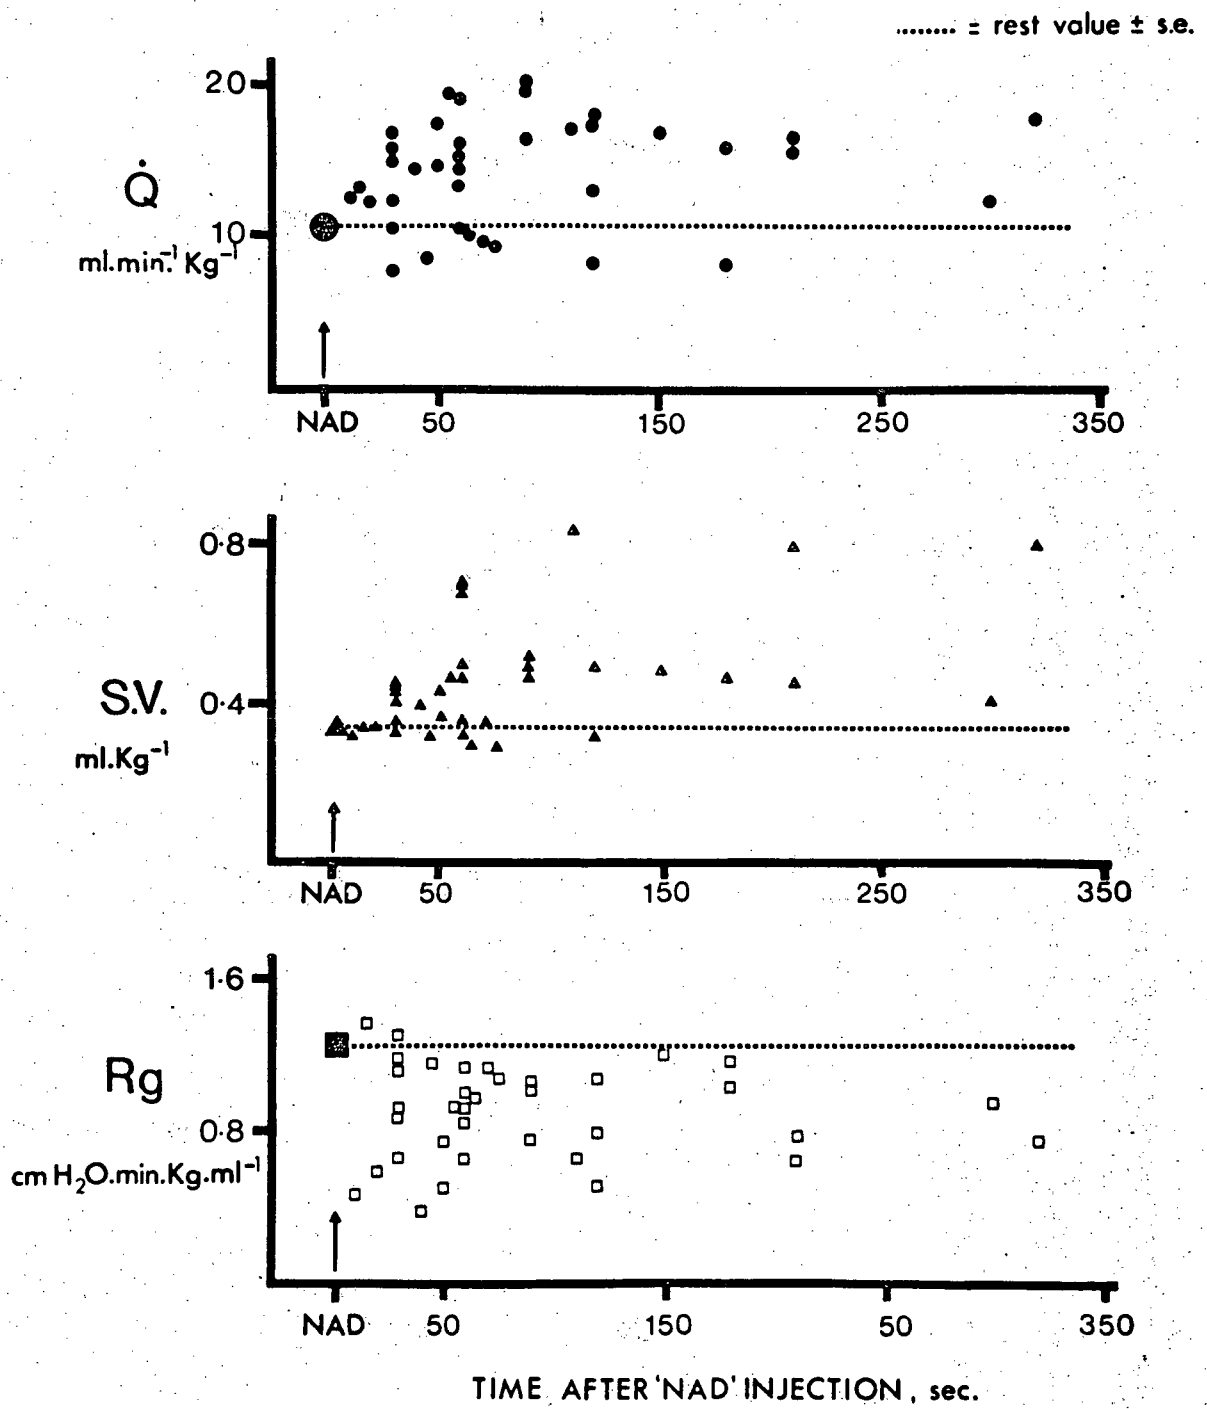 ........ = rest value ± s.e.
20
Q̇
10
ml.min.⁻¹ Kg⁻¹
NAD 50 150 250 350
0·8
S.V.
0·4
ml.Kg⁻¹
NAD 50 150 250 350
1·6
Rg
0·8
cm H₂O.min.Kg.ml⁻¹
NAD 50 150 50 350
TIME AFTER 'NAD' INJECTION, sec.